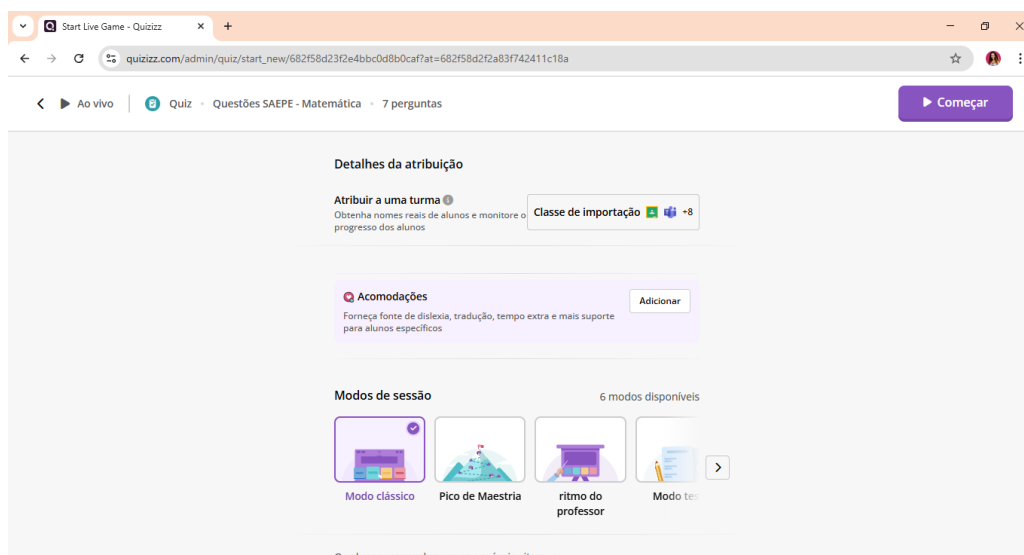 Start Live Game - Quizizz
quizizz.com/admin/quiz/start_new/682f58d23f2e4bbc0d8b0caf?at=682f58d2f2a83f742411c18a
Ao vivo
Quiz
Questões SAEPE - Matemática
7 perguntas
Começar
Detalhes da atribuição
Atribuir a uma turma
Obtenha nomes reais de alunos e monitore o
progresso dos alunos
Classe de importação
+8
Acomodações
Adicionar
Forneça fonte de dislexia, tradução, tempo extra e mais suporte
para alunos específicos
Modos de sessão
6 modos disponíveis
Modo clássico
Pico de Maestria
ritmo do
professor
Modo